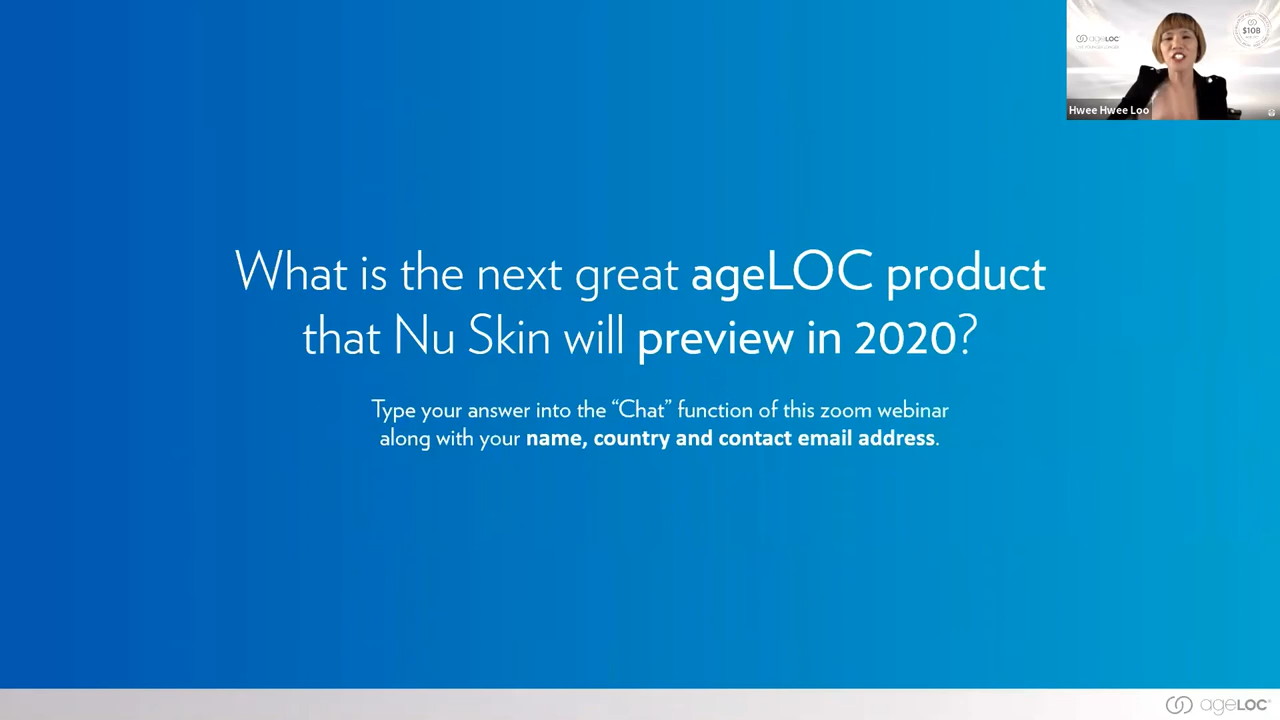 ageLOC
$10B
Hwee Hwee Loo
What is the next great ageLOC product
that Nu Skin will preview in 2020?
Type your answer into the “Chat” function of this zoom webinar
along with your name, country and contact email address.
ageLOC